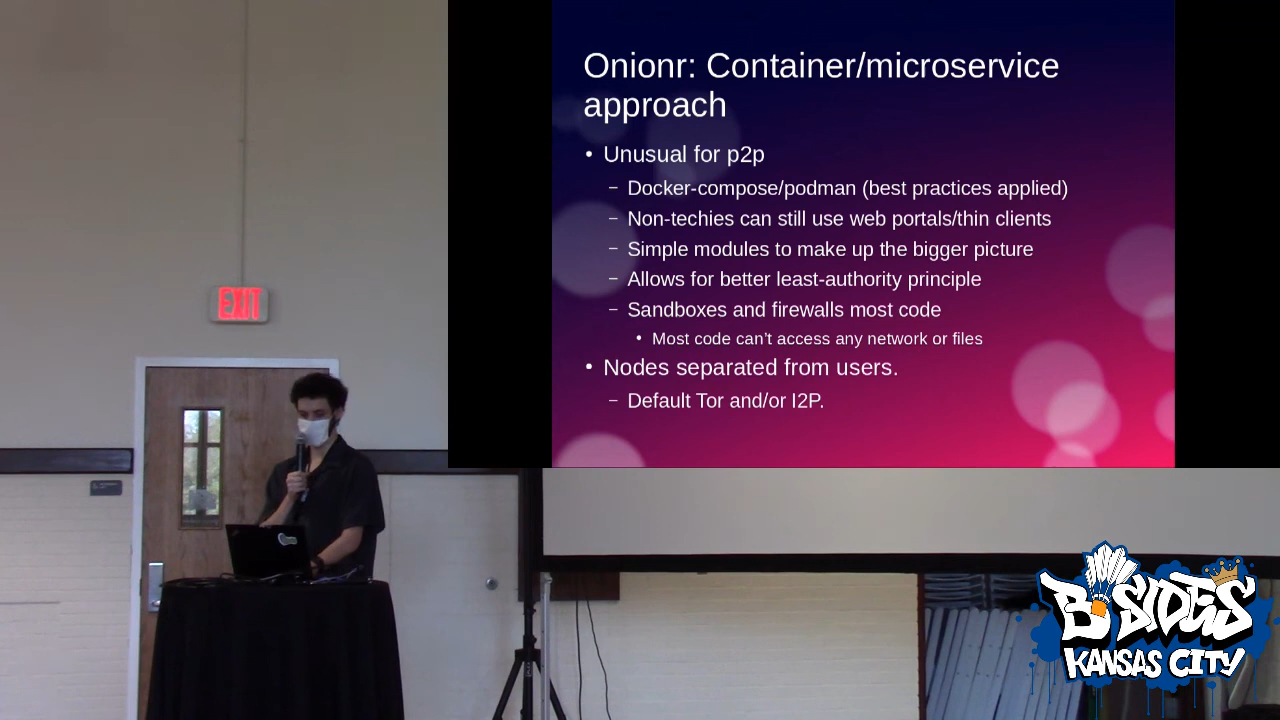 Onionr: Container/microservice
approach
• Unusual for p2p
– Docker-compose/podman (best practices applied)
– Non-techies can still use web portals/thin clients
– Simple modules to make up the bigger picture
– Allows for better least-authority principle
– Sandboxes and firewalls most code
• Most code can't access any network or files
• Nodes separated from users.
– Default Tor and/or I2P.
EXIT
BSIDES
KANSAS CITY